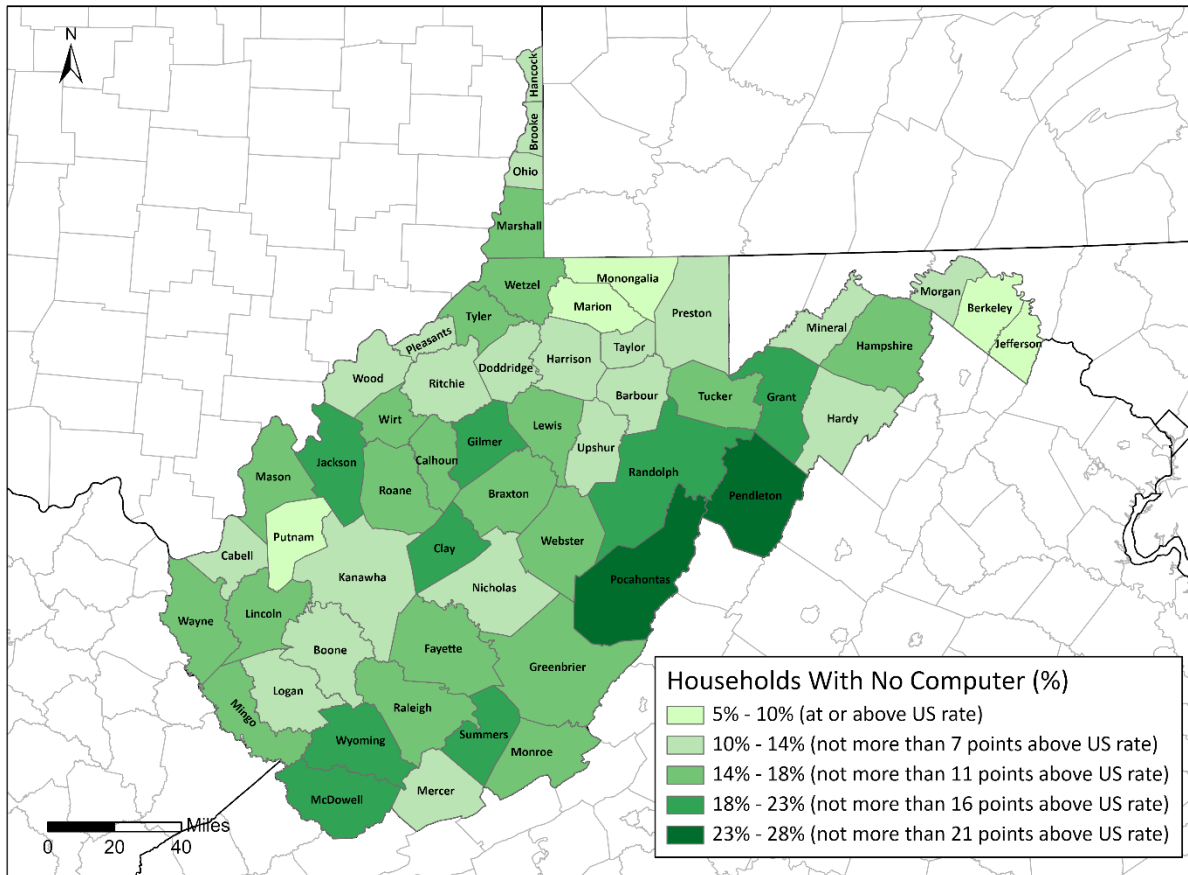 N
Hancock
Brooke
Ohio
Marshall
Wetzel
Monongalia
Marion
Preston
Morgan
Berkeley
Jefferson
Mineral
Hampshire
Tyler
Pleasants
Doddridge
Harrison
Taylor
Wood
Ritchie
Barbour
Tucker
Grant
Hardy
Wirt
Lewis
Gilmer
Calhoun
Upshur
Jackson
Randolph
Mason
Roane
Braxton
Pendleton
Putnam
Clay
Webster
Cabell
Kanawha
Nicholas
Pocahontas
Wayne
Lincoln
Boone
Fayette
Greenbrier
Logan
Mingo
Raleigh
Wyoming
Summers
Monroe
McDowell
Mercer
Miles
0 20 40
Households With No Computer (%)
5% - 10% (at or above US rate)
10% - 14% (not more than 7 points above US rate)
14% - 18% (not more than 11 points above US rate)
18% - 23% (not more than 16 points above US rate)
23% - 28% (not more than 21 points above US rate)